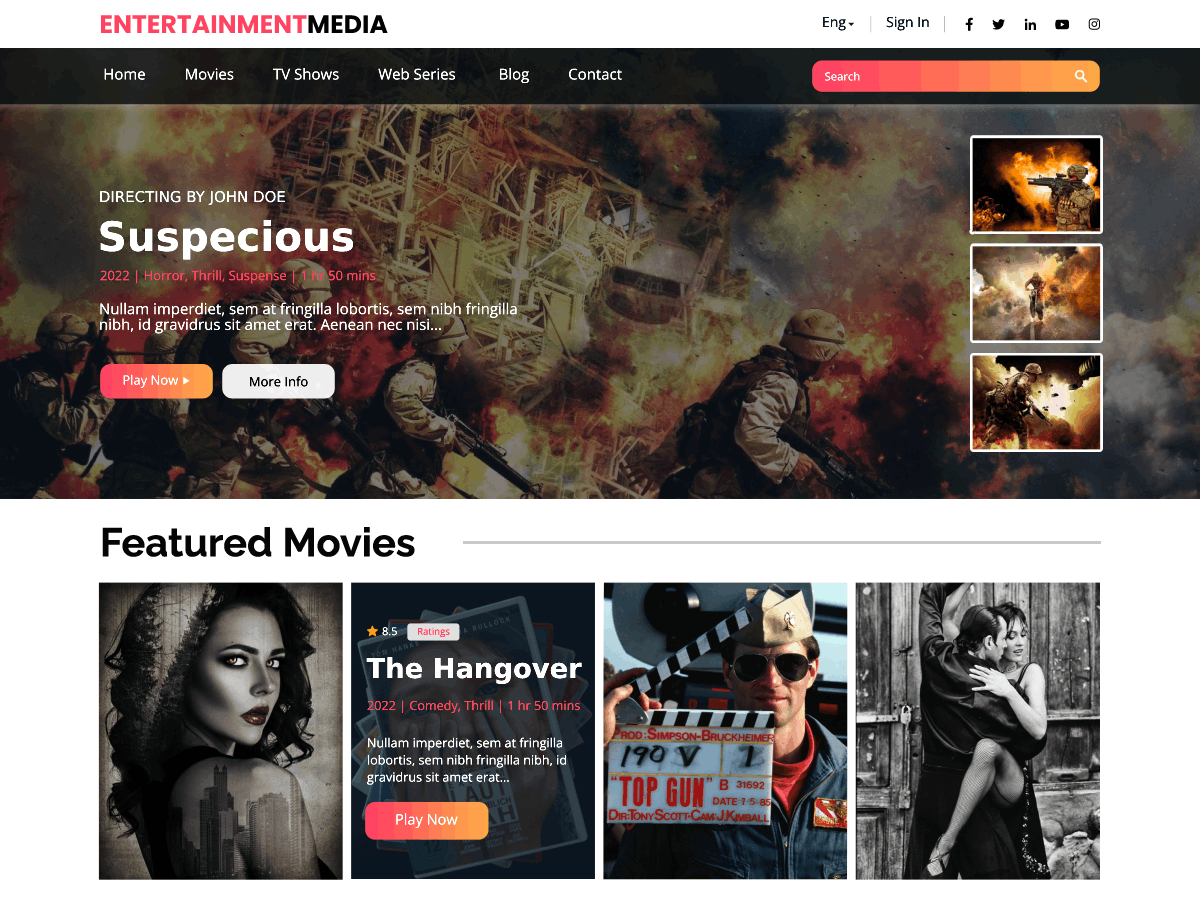 ENTERTAINMENTMEDIA
Eng
Sign In
Home
Movies
TV Shows
Web Series
Blog
Contact
Search
DIRECTING BY JOHN DOE
Suspecious
2022 | Horror, Thrill, Suspense | 1 hr 50 mins
Nullam imperdiet, sem at fringilla lobortis, sem nibh fringilla
nibh, id gravidrus sit amet erat. Aenean nec nisi...
Play Now
More Info
Featured Movies
8.5
Ratings
The Hangover
2022 | Comedy, Thrill | 1 hr 50 mins
Nullam imperdiet, sem at fringilla
lobortis, sem nibh fringilla nibh, id
gravidrus sit amet erat...
Play Now
PROD: SIMPSON-BRUCKHEIMER
190 V 1
"TOP GUN" B 31692
DATE 7 5 85
DIR: TONY SCOTT-CAM: J.KIMBALL